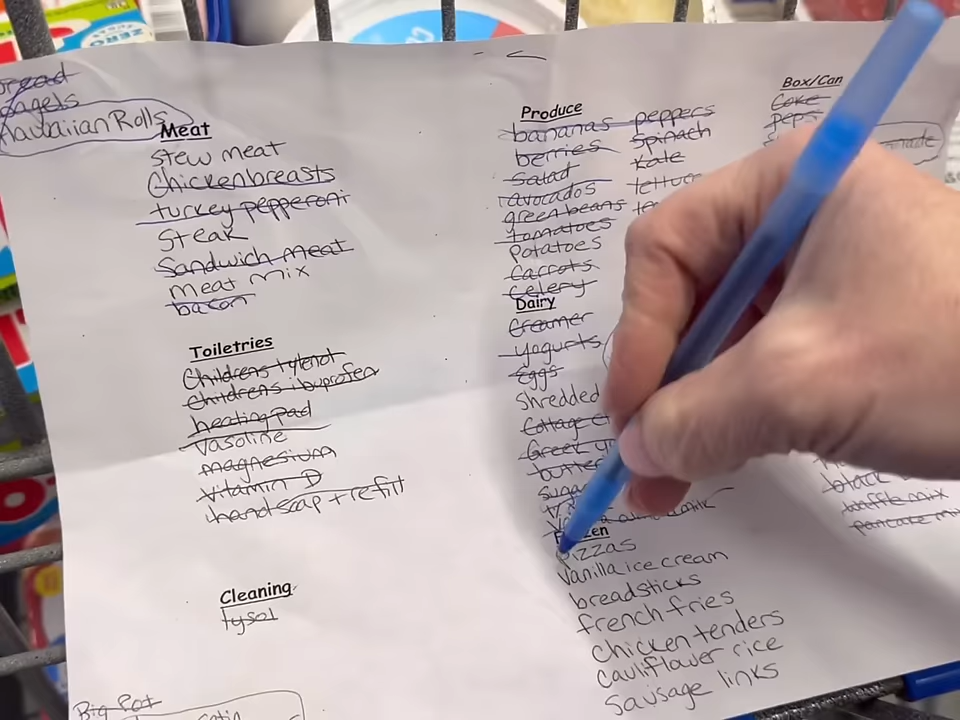 bread
bagels
Hawaiian Rolls
Meat
stew meat
Chicken breasts
turkey pepperoni
Steak
Sandwich meat
meat mix
bacon
Toiletries
Childrens tylenol
Childrens ibuprofen
heating pad
Vasoline
magnesium
Vitamin D
hand soap + refill
Cleaning
lysol
Big Pot
Produce
bananas peppers
berries spinach
Salad kale
avocados lettuce
green beans
tomatoes
Potatoes
Carrots
Celery
Dairy
Creamer
yogurts
Eggs
Shredded
Cottage
Greek
butter
Frozen
Pizzas
Vanilla ice cream
breadsticks
french fries
Chicken tenders
Cauliflower rice
Sausage links
Box/Can
Coke
black
waffle mix
pancake
ZERO